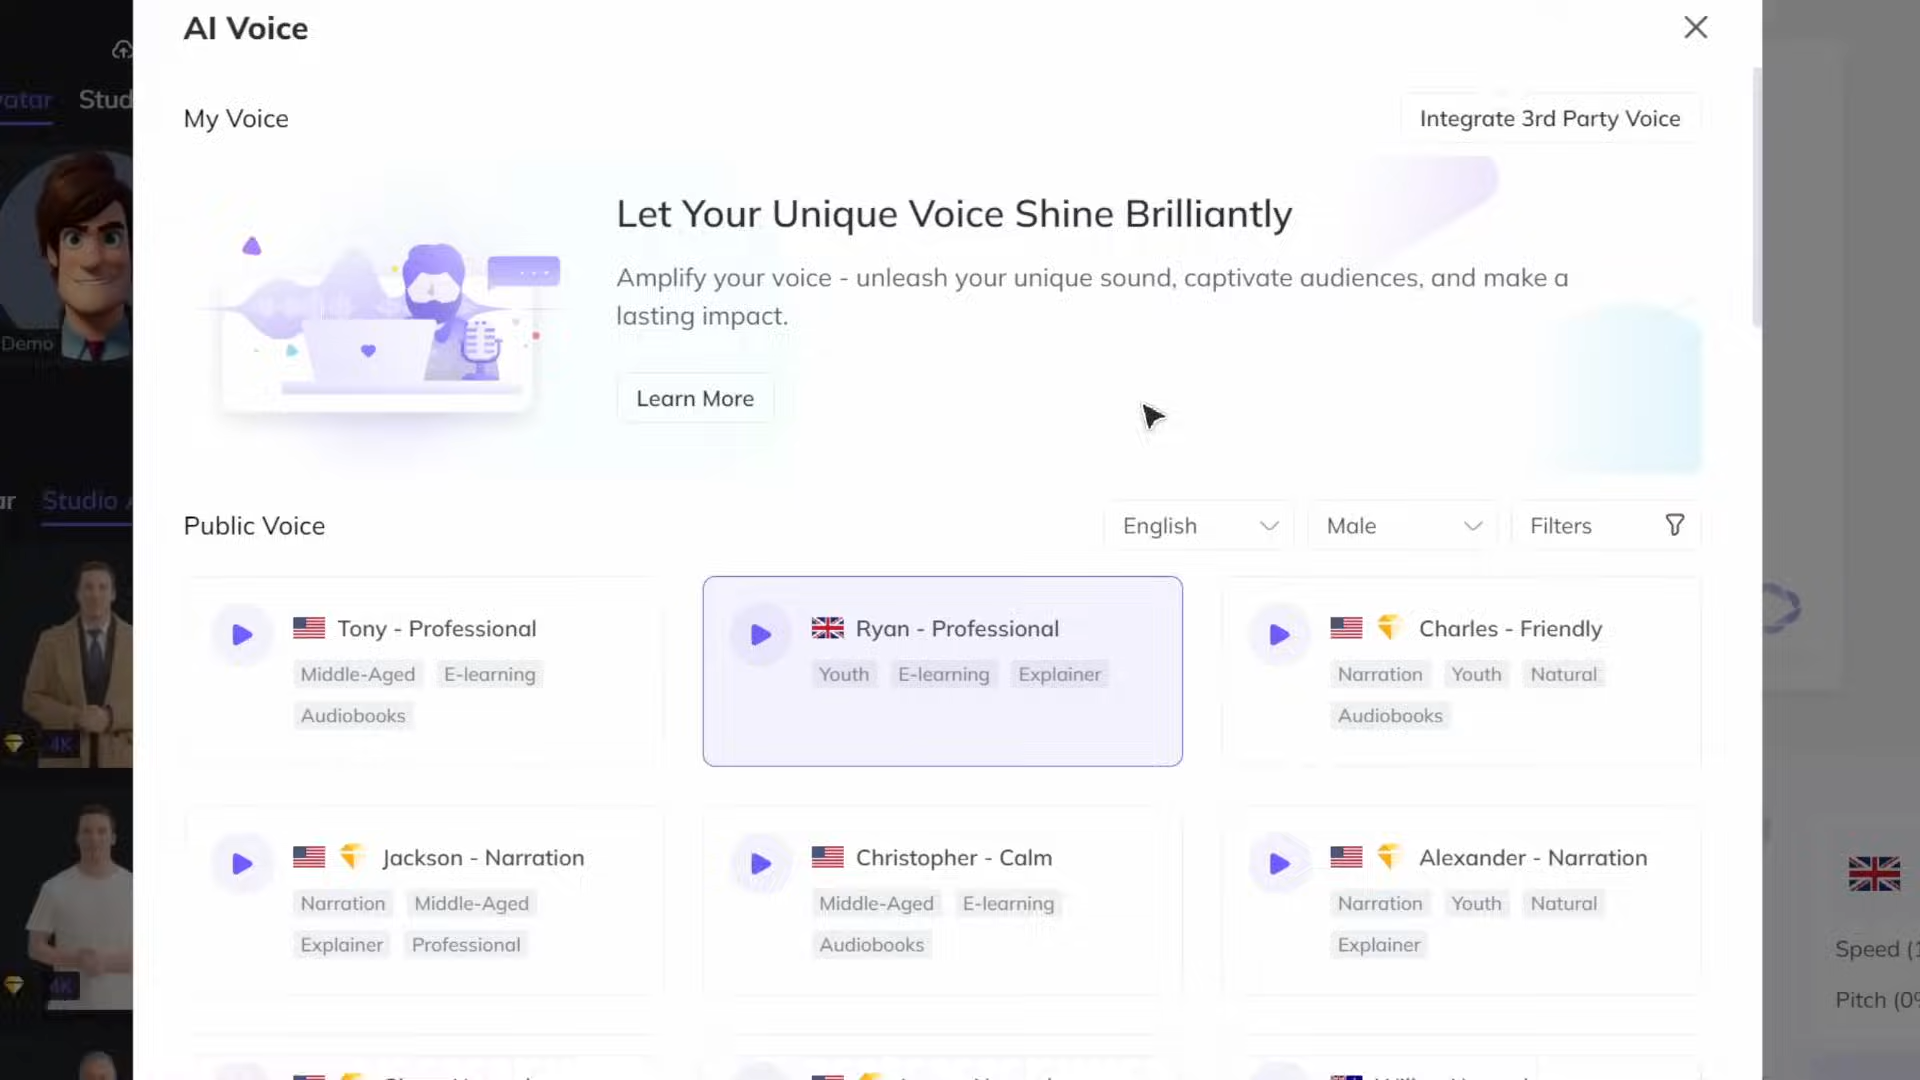 AI Voice
Stud
My Voice
Integrate 3rd Party Voice
Let Your Unique Voice Shine Brilliantly
Amplify your voice - unleash your unique sound, captivate audiences, and make a
lasting impact.
Demo
Learn More
Studio
Public Voice
English
Male
Filters
Tony - Professional
Middle-Aged E-learning
Audiobooks
Ryan - Professional
Youth E-learning Explainer
Charles - Friendly
Narration Youth Natural
Audiobooks
4K
Jackson - Narration
Narration Middle-Aged
Explainer Professional
Christopher - Calm
Middle-Aged E-learning
Audiobooks
Alexander - Narration
Narration Youth Natural
Explainer
4K
Speed (1
Pitch (0%